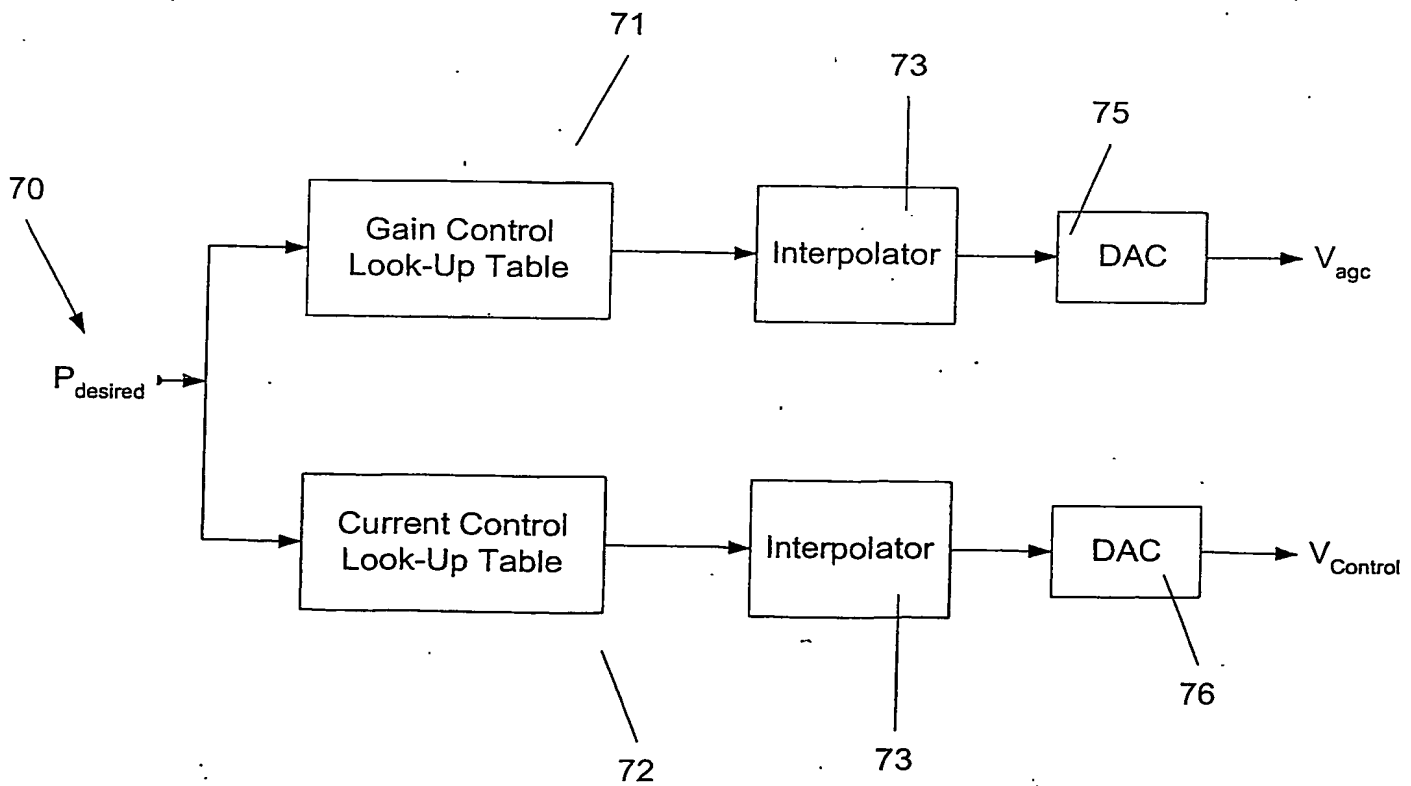 71
73
75
70
Gain Control
Look-Up Table
Interpolator
DAC
V_agc
P_desired
Current Control
Look-Up Table
Interpolator
DAC
V_Control
76
72
73